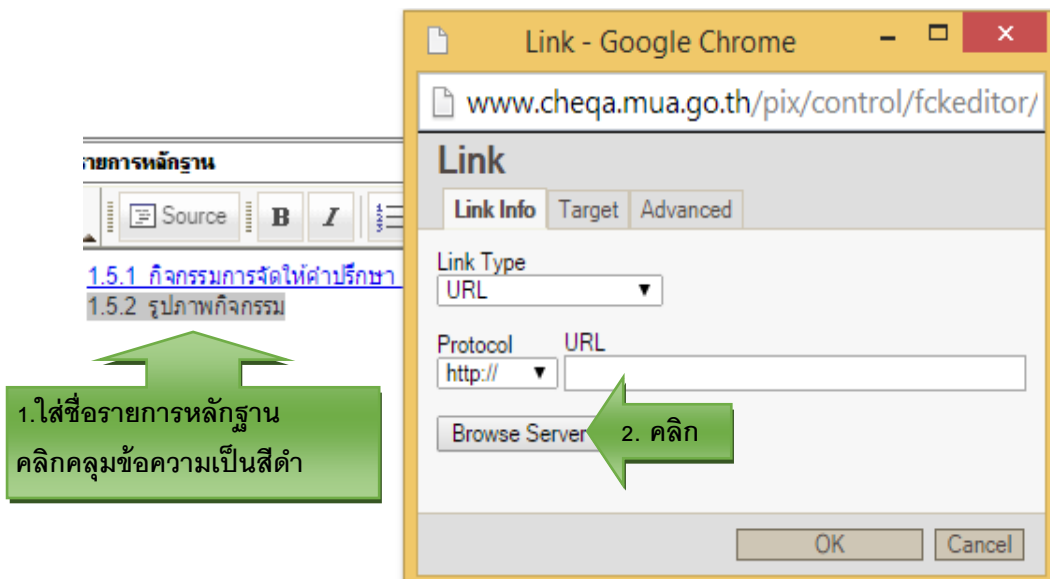 Link - Google Chrome
www.cheqa.mua.go.th/pix/control/fckeditor/
รายการหลักฐาน
Source B I
1.5.1 กิจกรรมการจัดให้คำปรึกษา
1.5.2 รูปภาพกิจกรรม
1.ใส่ชื่อรายการหลักฐาน
คลิกคลุมข้อความเป็นสีดำ
Link
Link Info Target Advanced
Link Type
URL
Protocol URL
http://
Browse Server
2. คลิก
OK Cancel